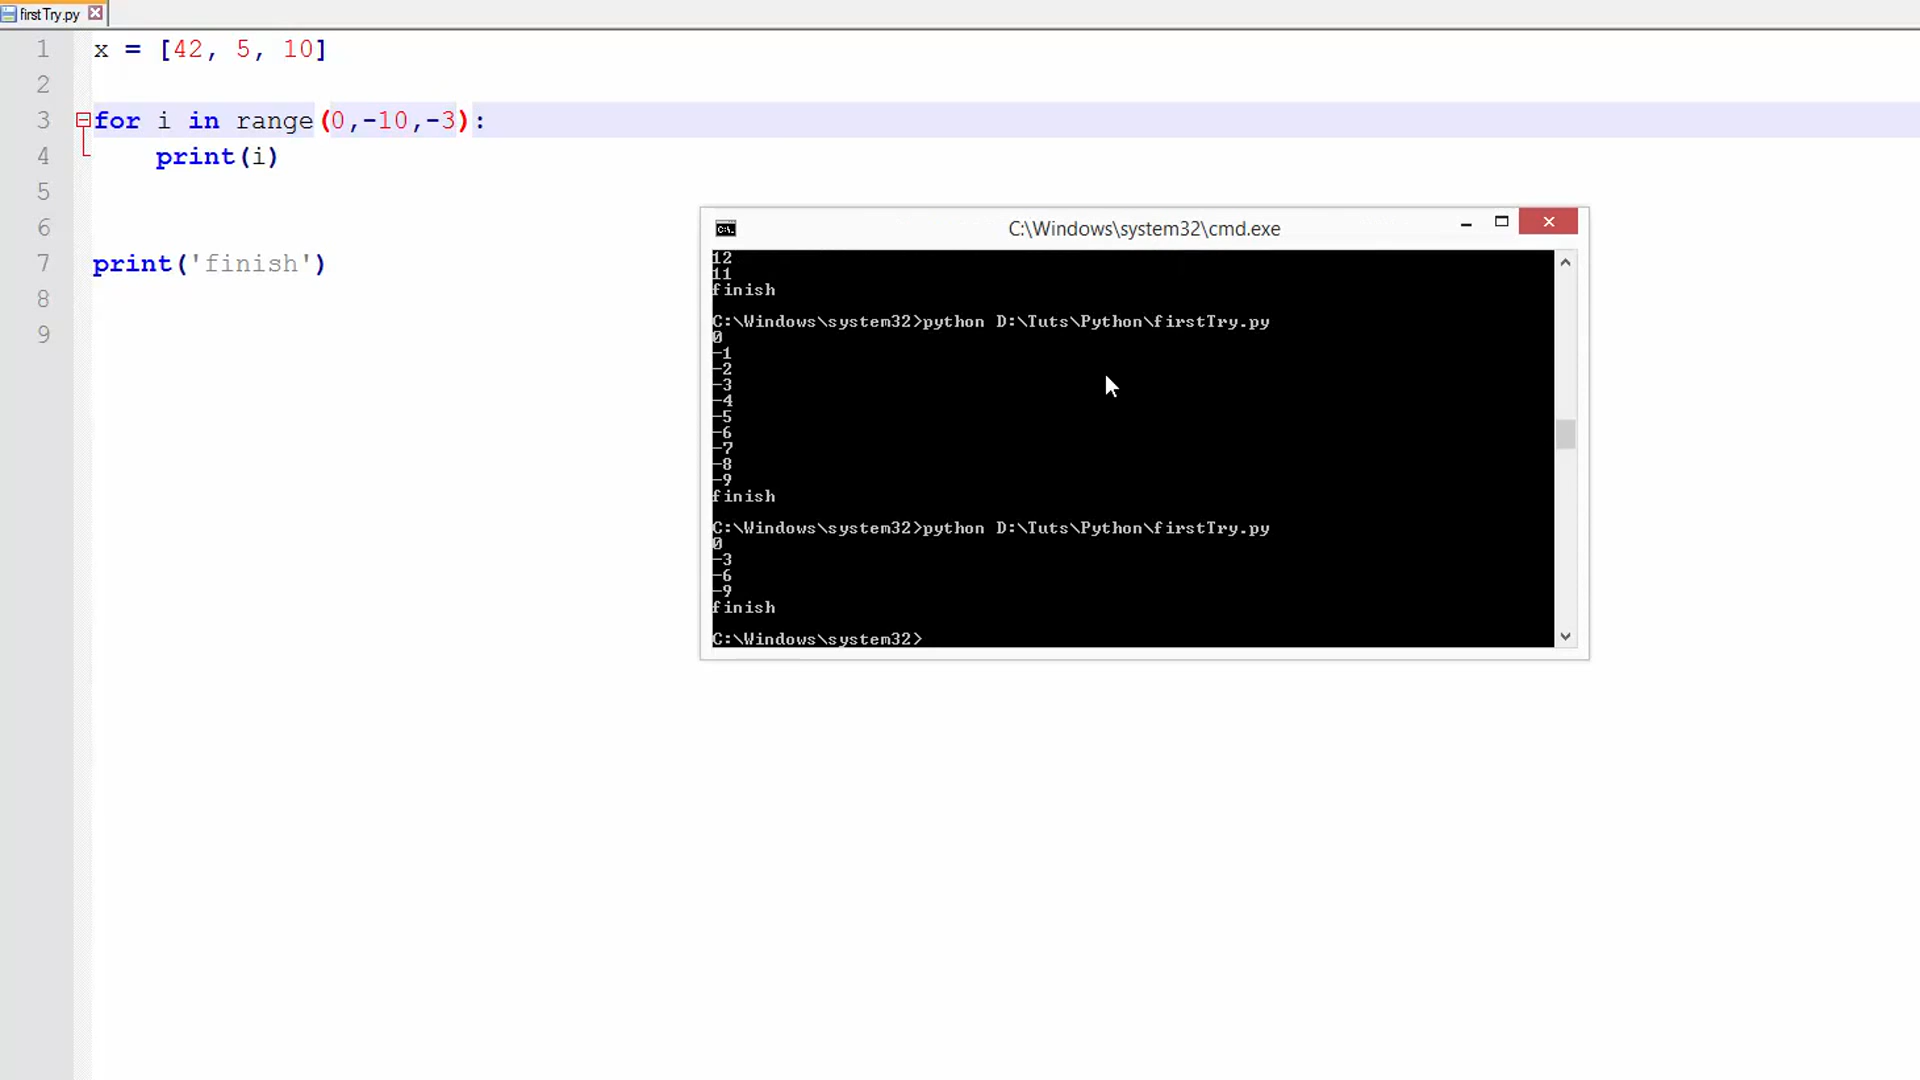 firstTry.py
1 x = [42, 5, 10]
2
3 for i in range(0,-10,-3):
4     print(i)
5
6
7 print('finish')
8
9
C:\Windows\system32\cmd.exe
12
11
finish
C:\Windows\system32>python D:\Tuts\Python\firstTry.py
0
-1
-2
-3
-4
-5
-6
-7
-8
-9
finish
C:\Windows\system32>python D:\Tuts\Python\firstTry.py
0
-3
-6
-9
finish
C:\Windows\system32>